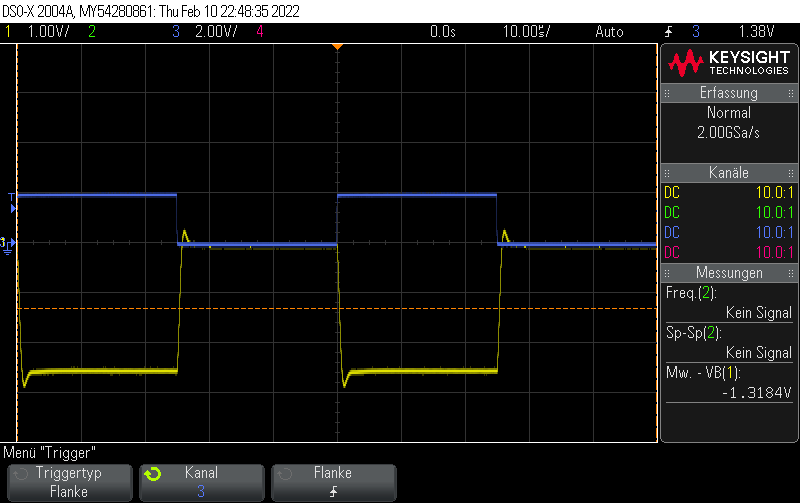 DSO-X 2004A, MY54280861: Thu Feb 10 22:48:35 2022
1 1.00V/ 2 3 2.00V/ 4 0.0s 10.00s/ Auto 3 1.38V
KEYSIGHT
TECHNOLOGIES
Erfassung
Normal
2.00GSa/s
Kanäle
DC 10.0:1
DC 10.0:1
DC 10.0:1
DC 10.0:1
Messungen
Freq.(2):
Kein Signal
Sp-Sp(2):
Kein Signal
Mw. - VB(1):
-1.3184V
T
3
Menü "Trigger"
Triggertyp
Flanke
Kanal
3
Flanke